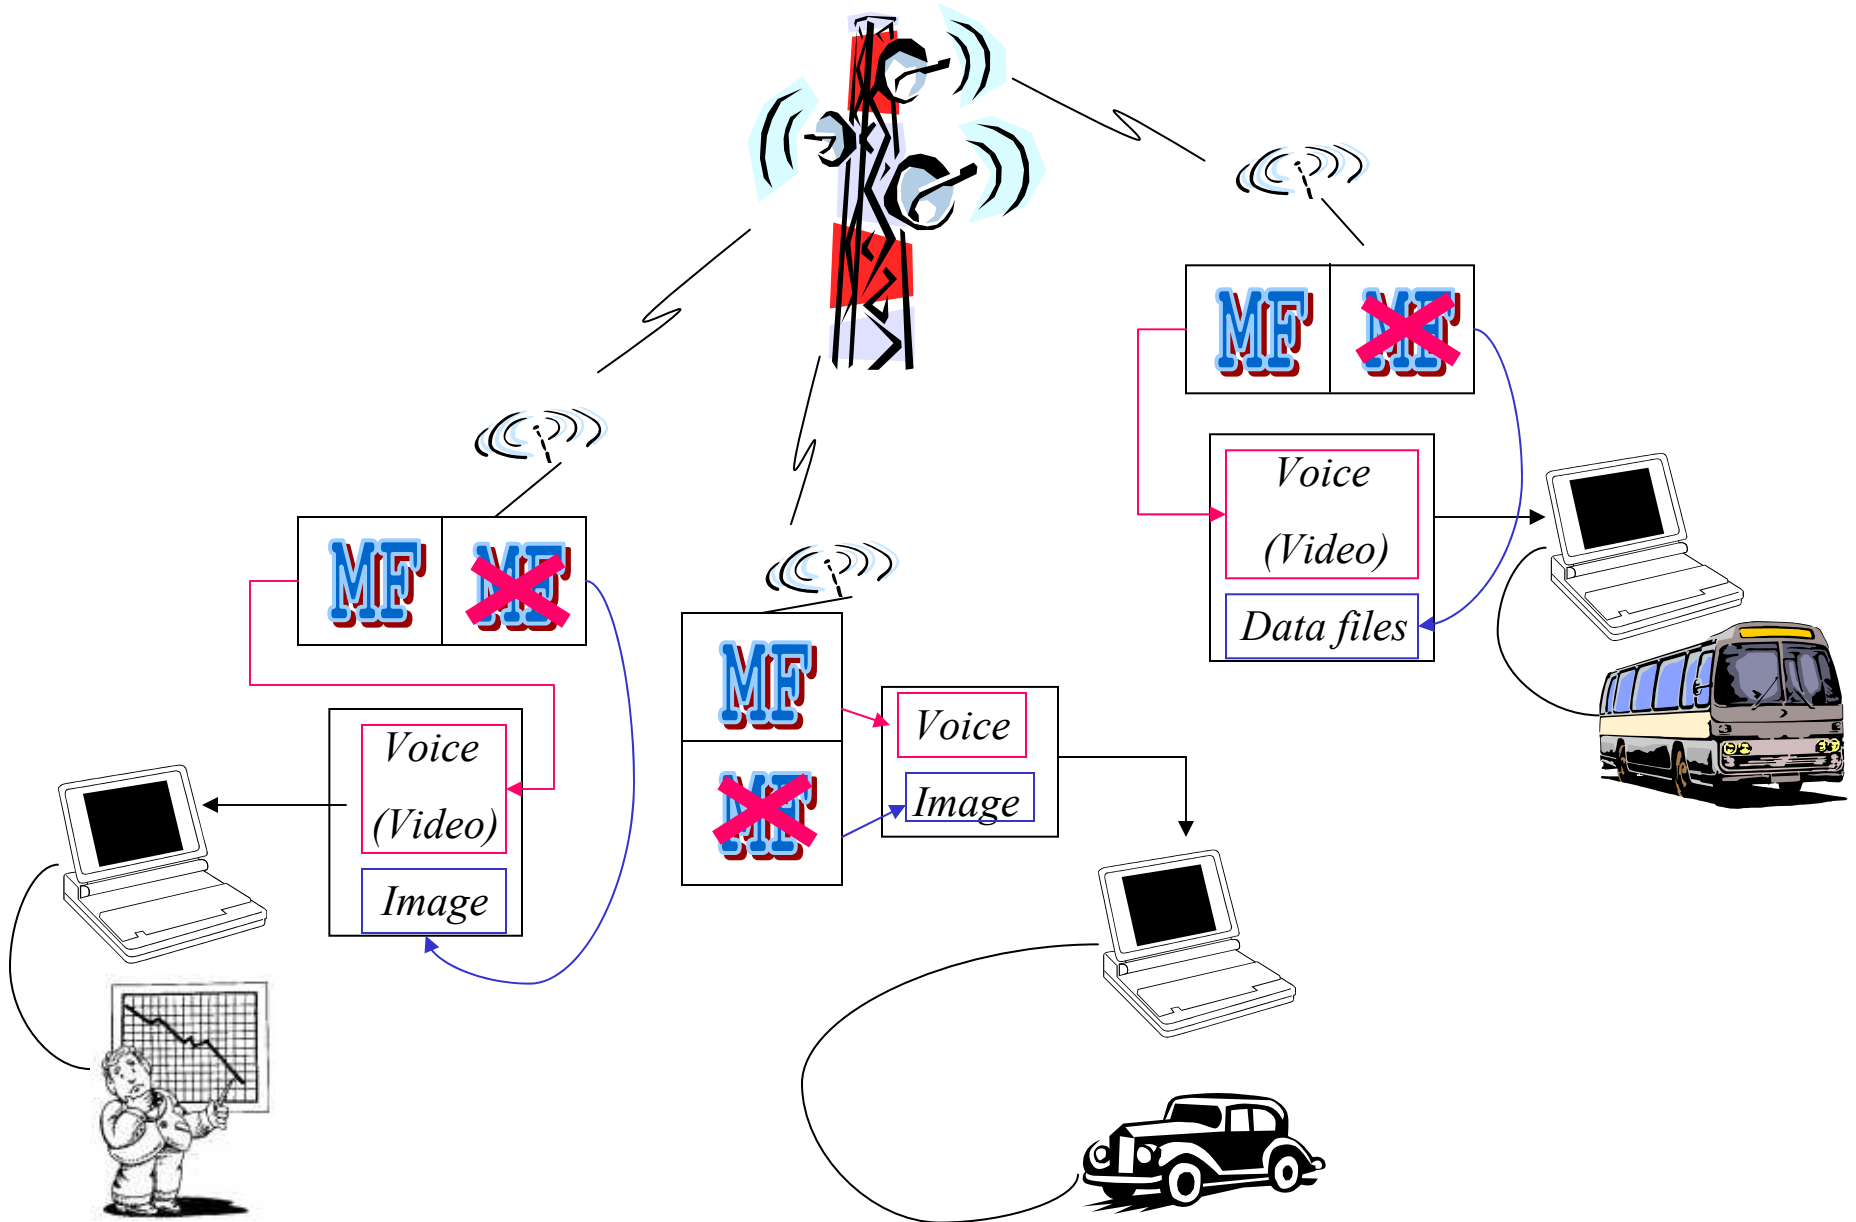 MF MF
Voice
(Video)
Data files
MF MF
Voice
(Video)
Image
MF
MF
Voice
Image